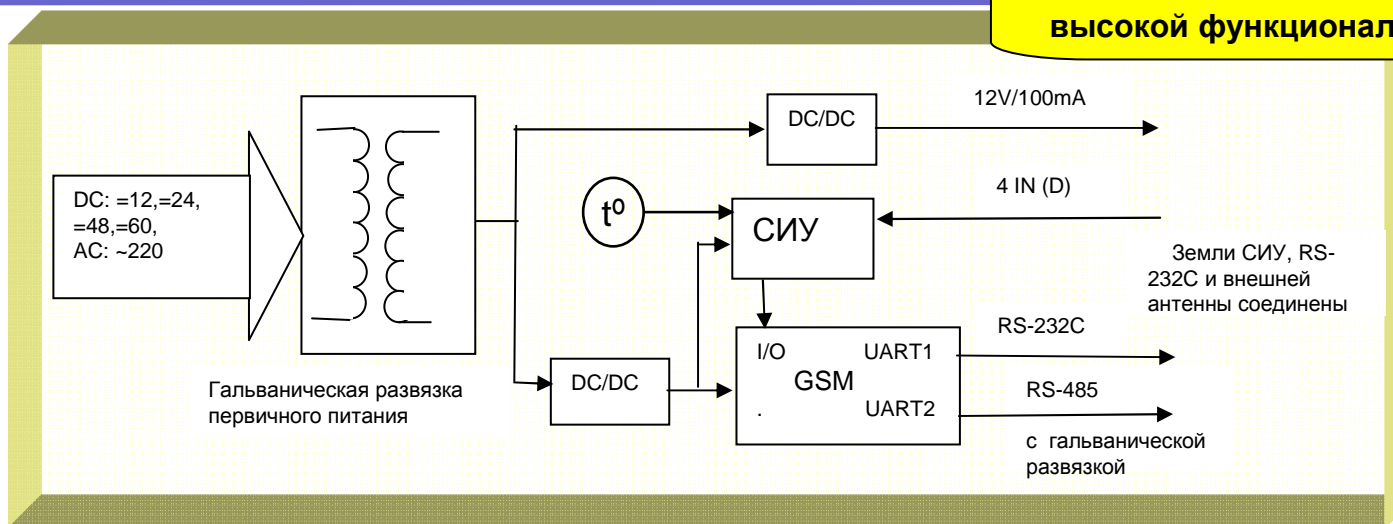 высокой функционал
12V/100mA
DC/DC
4 IN (D)
DC: =12,=24,
=48,=60,
AC: ~220
t⁰
СИУ
Земли СИУ, RS-
232C и внешней
антенны соединены
RS-232C
I/O UART1
GSM
. UART2
DC/DC
RS-485
Гальваническая развязка
первичного питания
с гальванической
развязкой